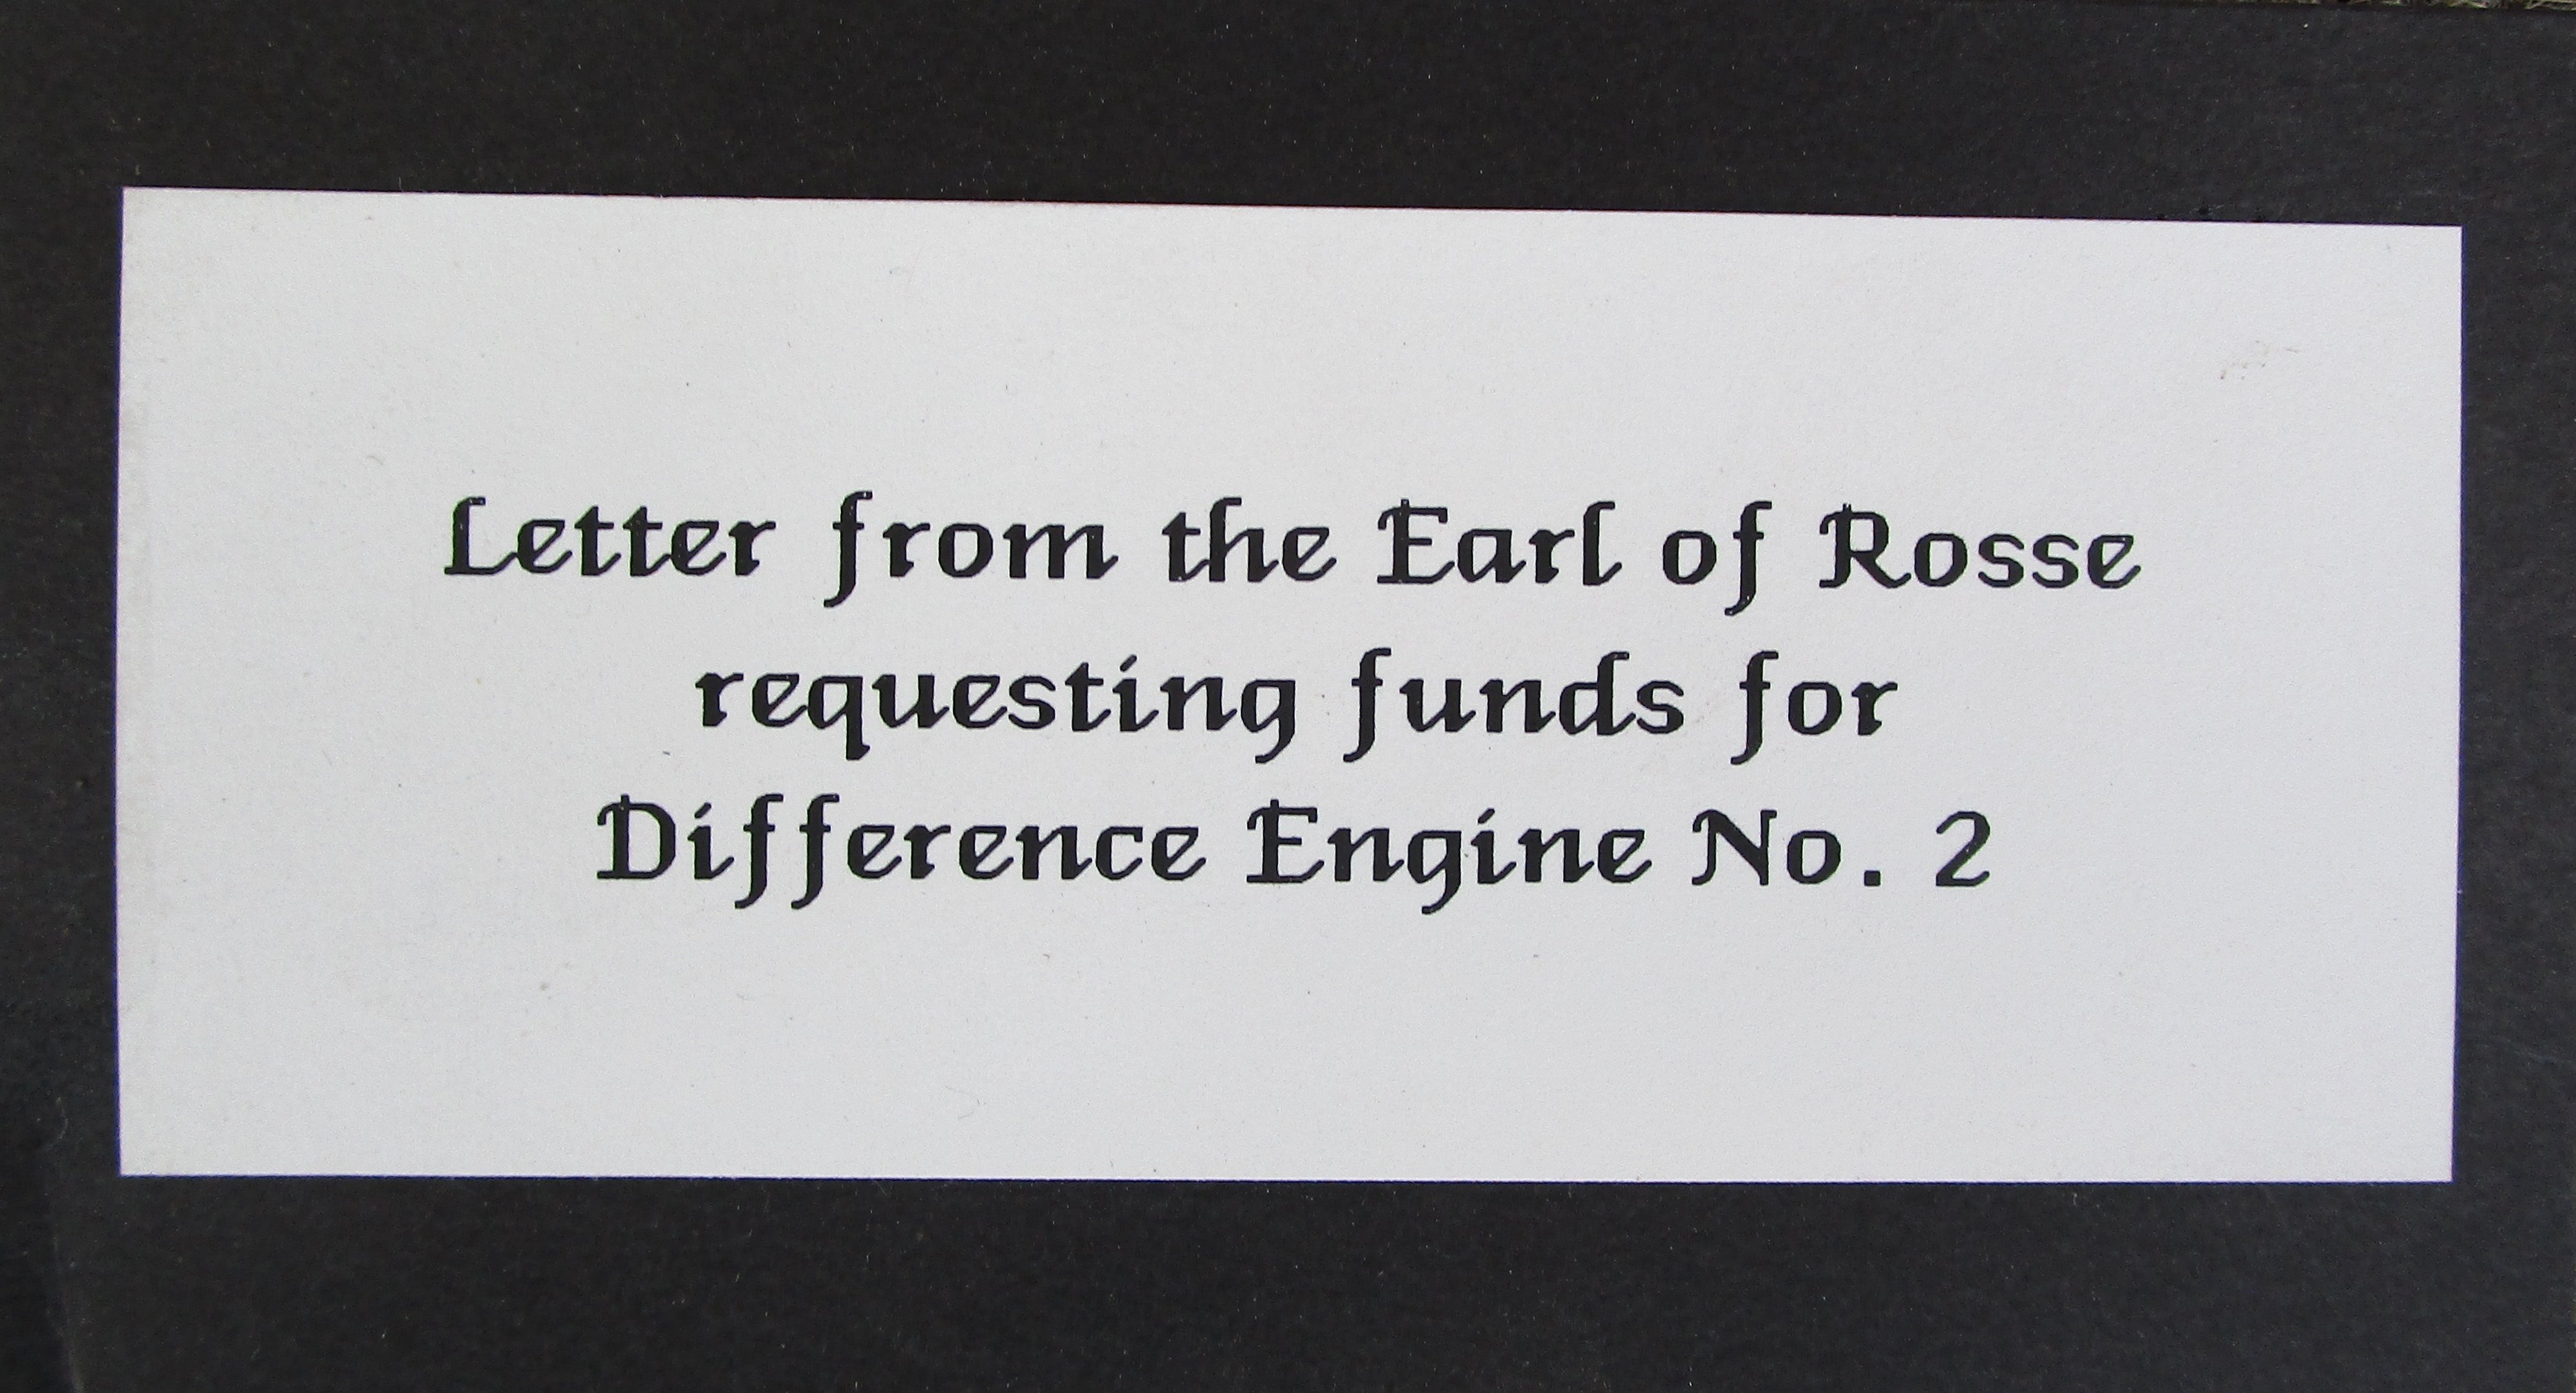 Letter from the Earl of Rosse
requesting funds for
Difference Engine No. 2